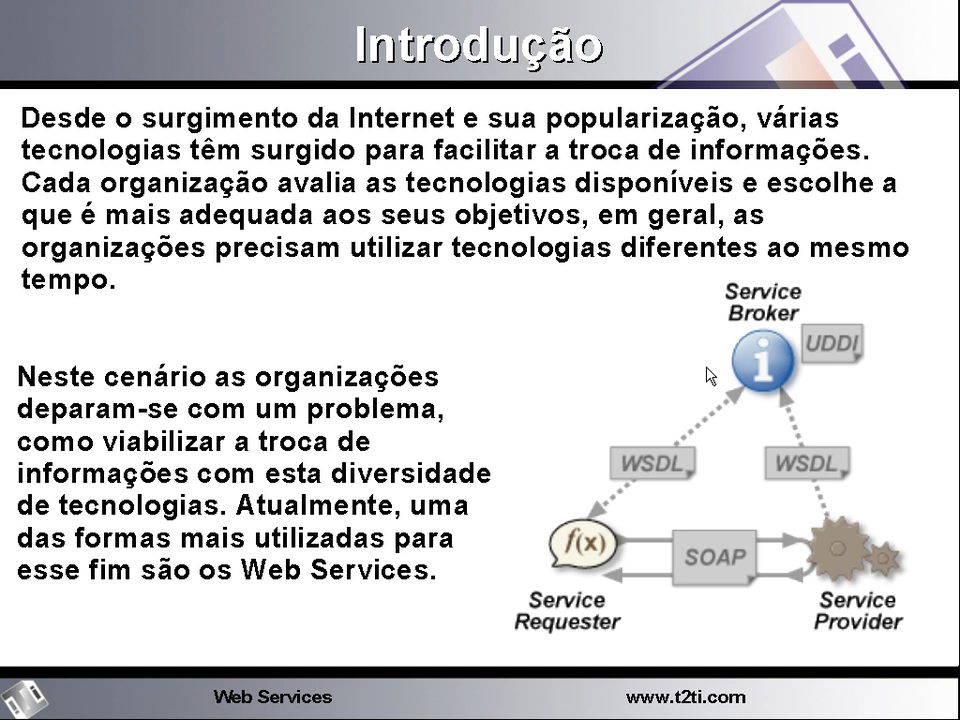 Introdução
Desde o surgimento da Internet e sua popularização, várias
tecnologias têm surgido para facilitar a troca de informações.
Cada organização avalia as tecnologias disponíveis e escolhe a
que é mais adequada aos seus objetivos, em geral, as
organizações precisam utilizar tecnologias diferentes ao mesmo
tempo.
Neste cenário as organizações
deparam-se com um problema,
como viabilizar a troca de
informações com esta diversidade
de tecnologias. Atualmente, uma
das formas mais utilizadas para
esse fim são os Web Services.
Service
Broker
UDDI
i
WSDL
WSDL
f(x)
SOAP
Service
Requester
Service
Provider
Web Services
www.t2ti.com